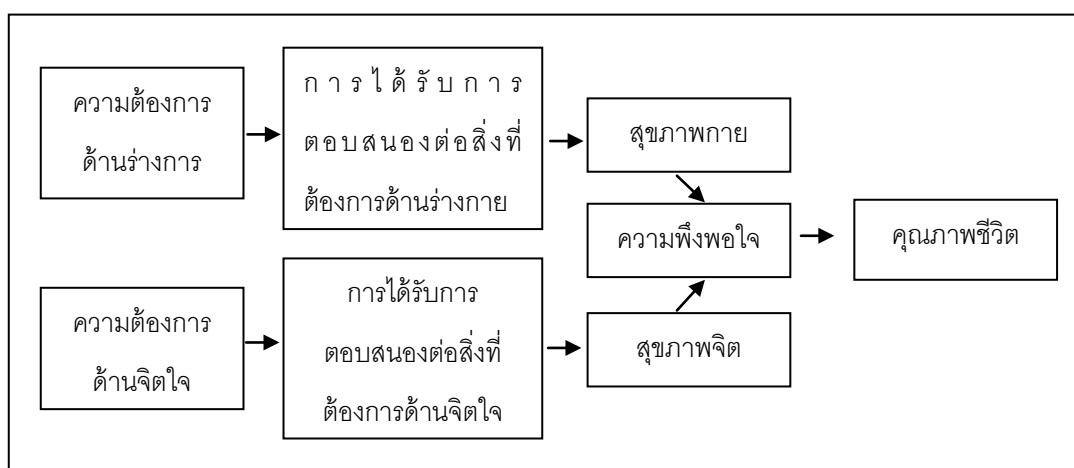 ความต้องการ
ด้านร่างการ
การได้รับการ
ตอบสนองต่อสิ่งที่
ต้องการด้านร่างกาย
สุขภาพกาย
ความพึงพอใจ
คุณภาพชีวิต
ความต้องการ
ด้านจิตใจ
การได้รับการ
ตอบสนองต่อสิ่งที่
ต้องการด้านจิตใจ
สุขภาพจิต